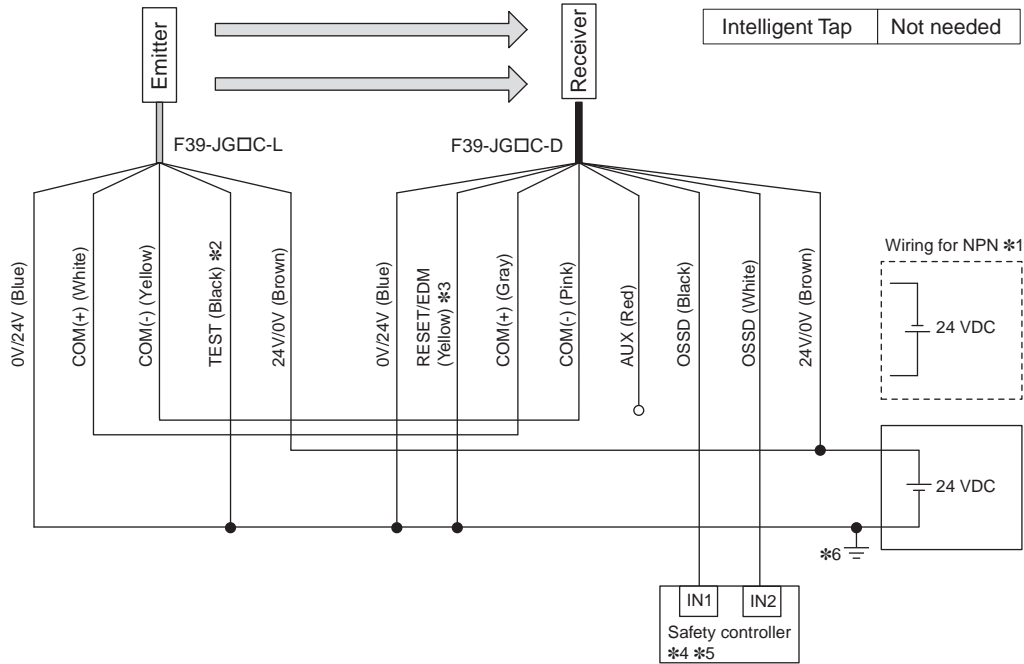 Emitter
Receiver
Intelligent Tap Not needed
F39-JG□C-L
F39-JG□C-D
0V/24V (Blue)
COM(+) (White)
COM(-) (Yellow)
TEST (Black) ✽2
24V/0V (Brown)
0V/24V (Blue)
RESET/EDM
(Yellow) ✽3
COM(+) (Gray)
COM(-) (Pink)
AUX (Red)
OSSD (Black)
OSSD (White)
24V/0V (Brown)
Wiring for NPN ✽1
24 VDC
24 VDC
✽6
IN1 IN2
Safety controller
✽4 ✽5